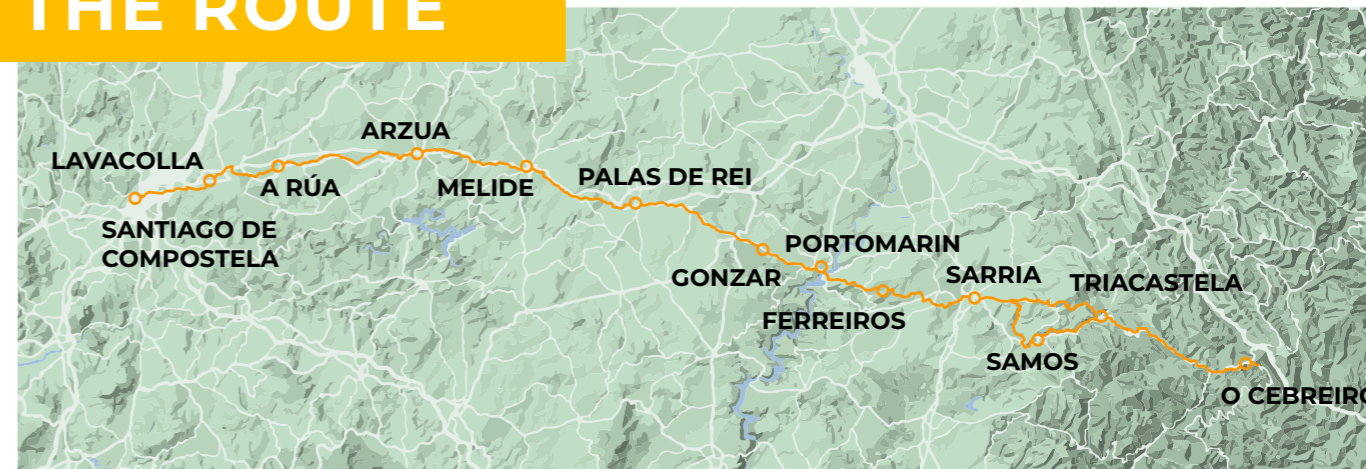 THE ROUTE
ARZUA
LAVACOLLA
A RÚA
MELIDE
PALAS DE REI
SANTIAGO DE
COMPOSTELA
PORTOMARIN
GONZAR
SARRIA
TRIACASTELA
FERREIROS
SAMOS
O CEBREIRO